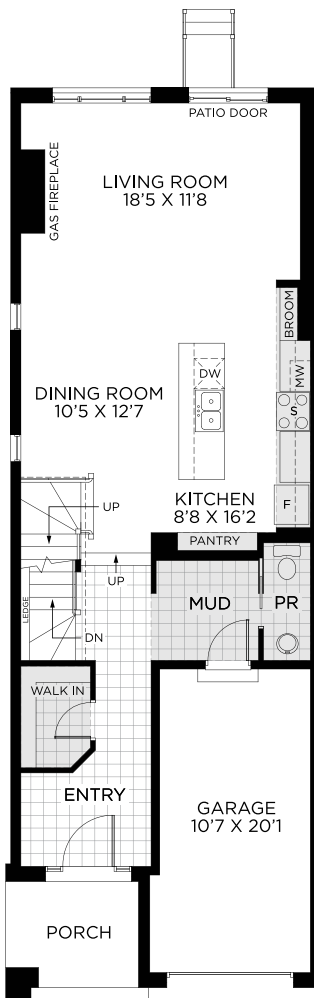 PATIO DOOR
GAS FIREPLACE
LIVING ROOM
18'5 X 11'8
BROOM
MW
DW
S
DINING ROOM
10'5 X 12'7
KITCHEN
8'8 X 16'2
F
PANTRY
UP
UP
MUD
PR
LEDGE
DN
WALK IN
ENTRY
GARAGE
10'7 X 20'1
PORCH